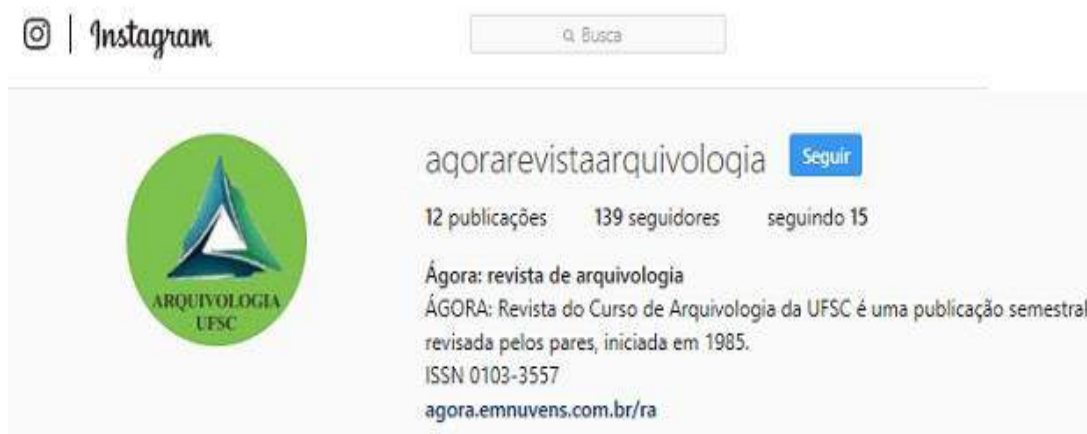 Instagram
Busca
agorarevistaarquivologia Seguir
12 publicações 139 seguidores seguindo 15
Ágora: revista de arquivologia
ÁGORA: Revista do Curso de Arquivologia da UFSC é uma publicação semestral
revisada pelos pares, iniciada em 1985.
ISSN 0103-3557
agora.emnuvens.com.br/ra
ARQUIVOLOGIA
UFSC